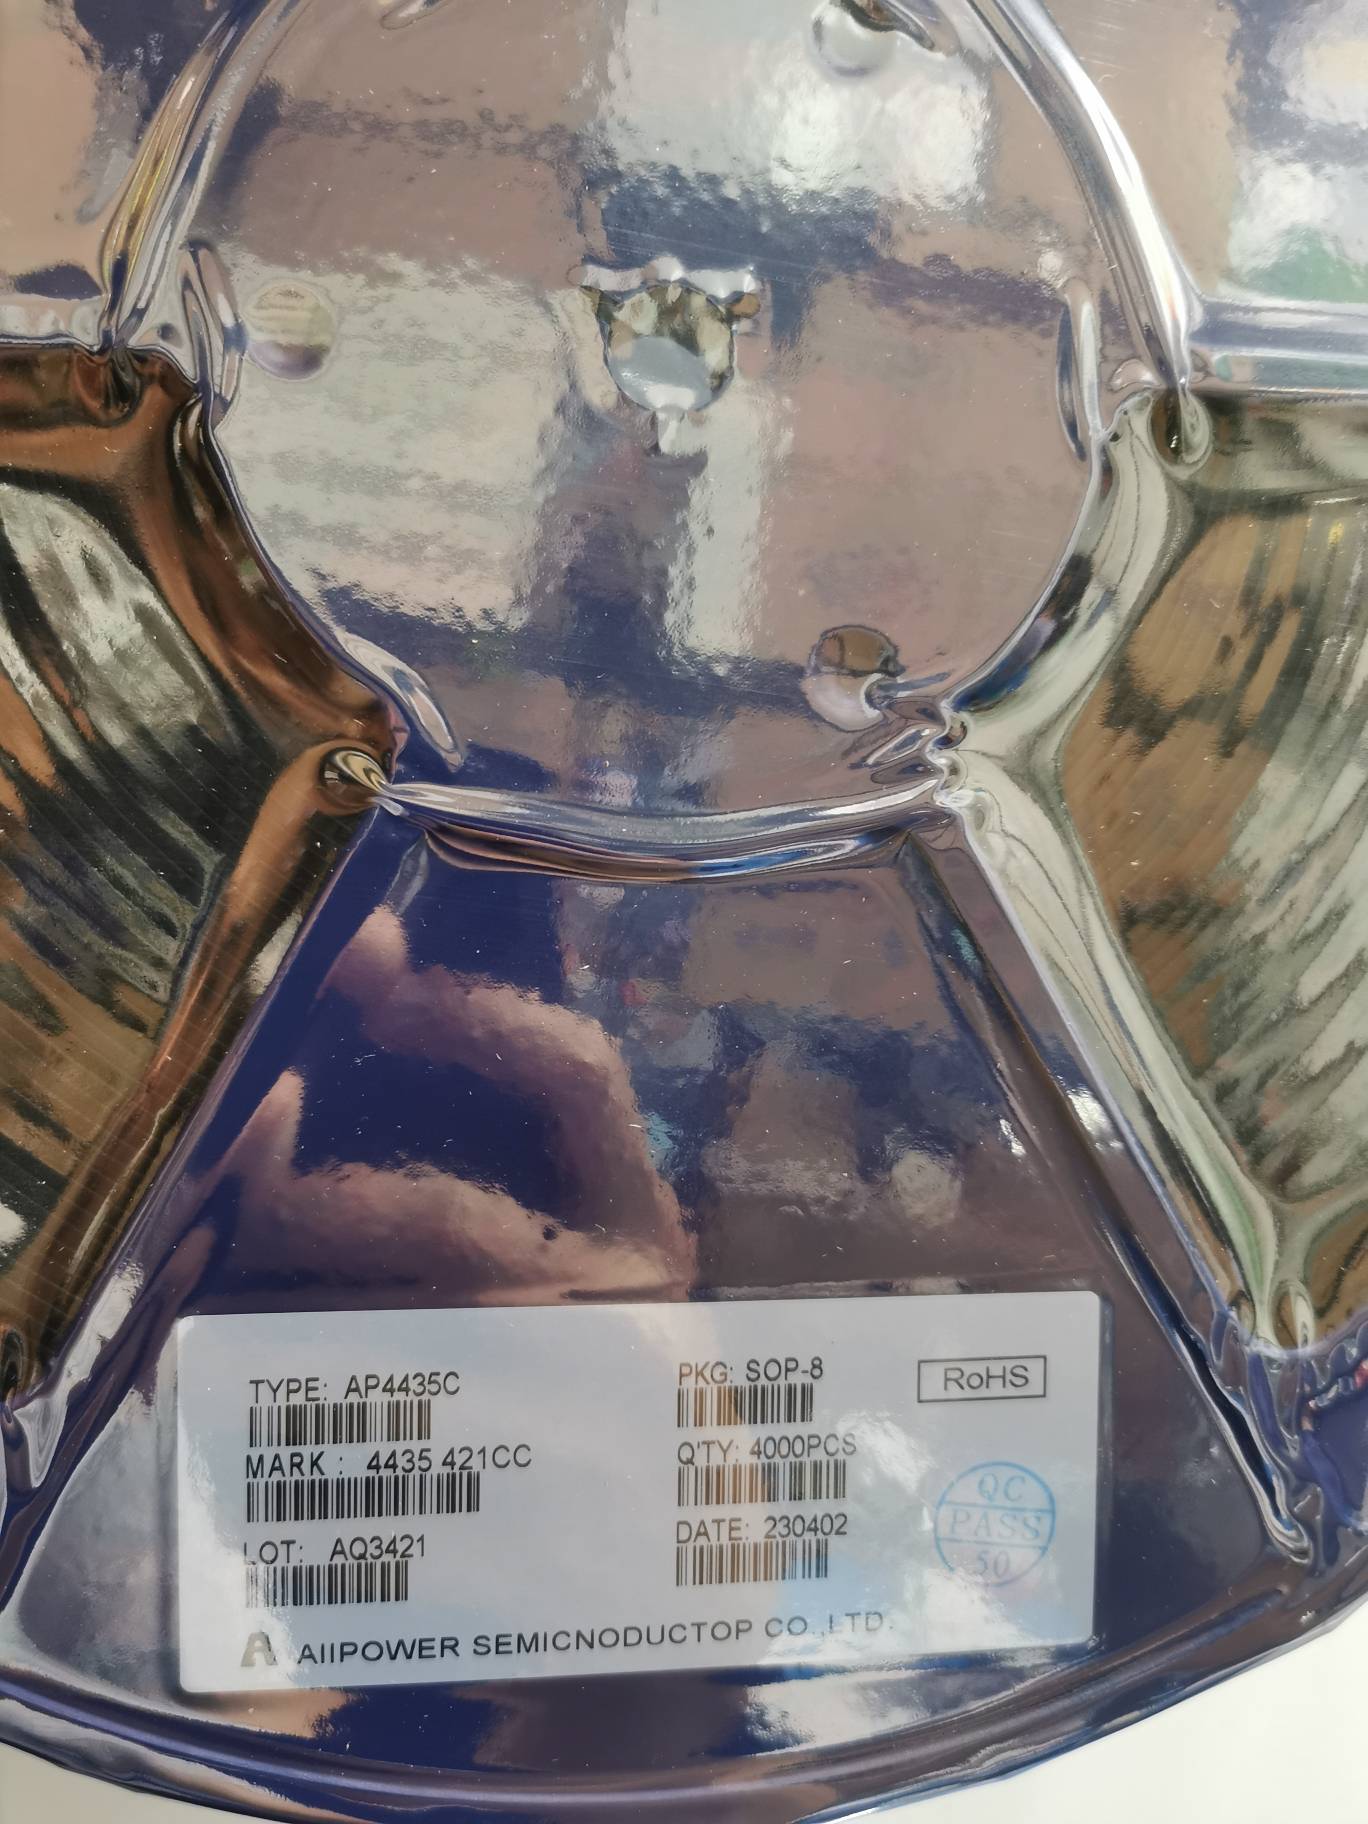 TYPE: AP4435C
MARK : 4435 421CC
LOT: AQ3421
PKG: SOP-8
Q'TY: 4000PCS
DATE: 230402
RoHS
QC
PASS
50
AllPOWER SEMICNODUCTOP CO.,LTD.